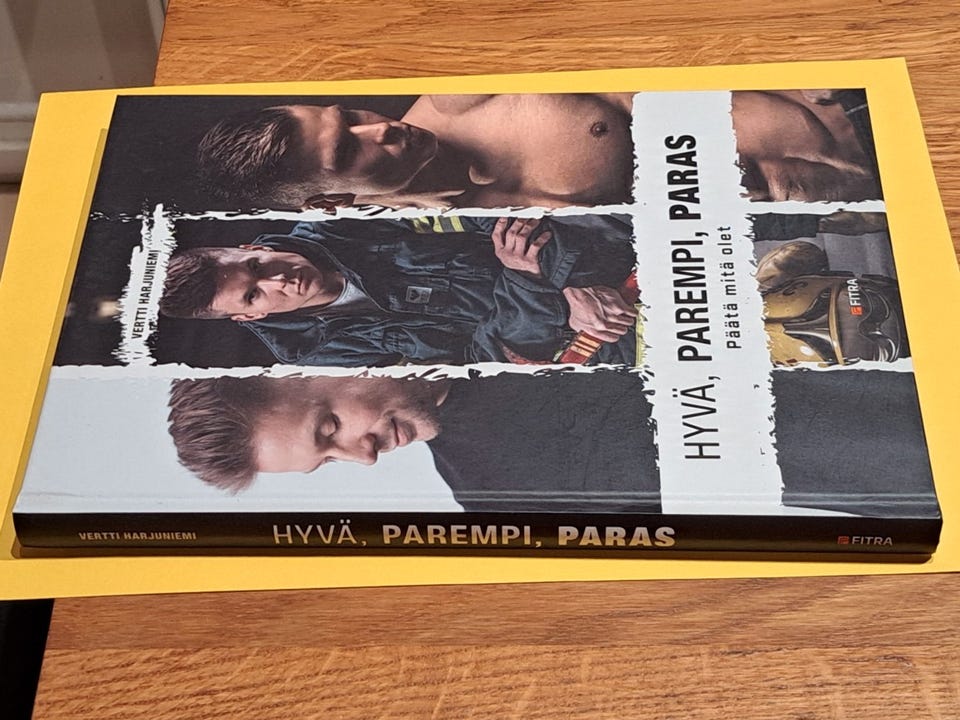 VERTTI HARJUNIEMI
HYVÄ, PAREMPI, PARAS
Päätä mitä olet
FITRA
VERTTI HARJUNIEMI
HYVÄ, PAREMPI, PARAS
FITRA